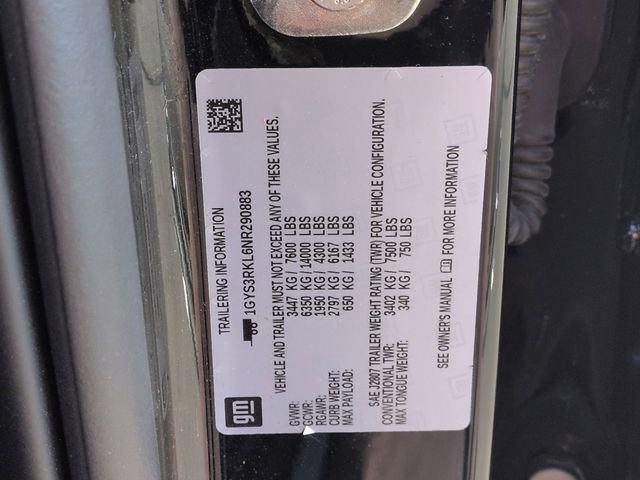 TRAILERING INFORMATION
1GYS3RKL6NR290883
VEHICLE AND TRAILER MUST NOT EXCEED ANY OF THESE VALUES.
GVWR: 3447 KG / 7600 LBS
GCWR: 6350 KG / 14000 LBS
RGAWR: 1950 KG / 4300 LBS
CURB WEIGHT: 2797 KG / 6167 LBS
MAX PAYLOAD: 650 KG / 1433 LBS
SAE J2807 TRAILER WEIGHT RATING (TWR) FOR VEHICLE CONFIGURATION.
CONVENTIONAL TWR: 3402 KG / 7500 LBS
MAX TONGUE WEIGHT: 340 KG / 750 LBS
SEE OWNER'S MANUAL FOR MORE INFORMATION
gm